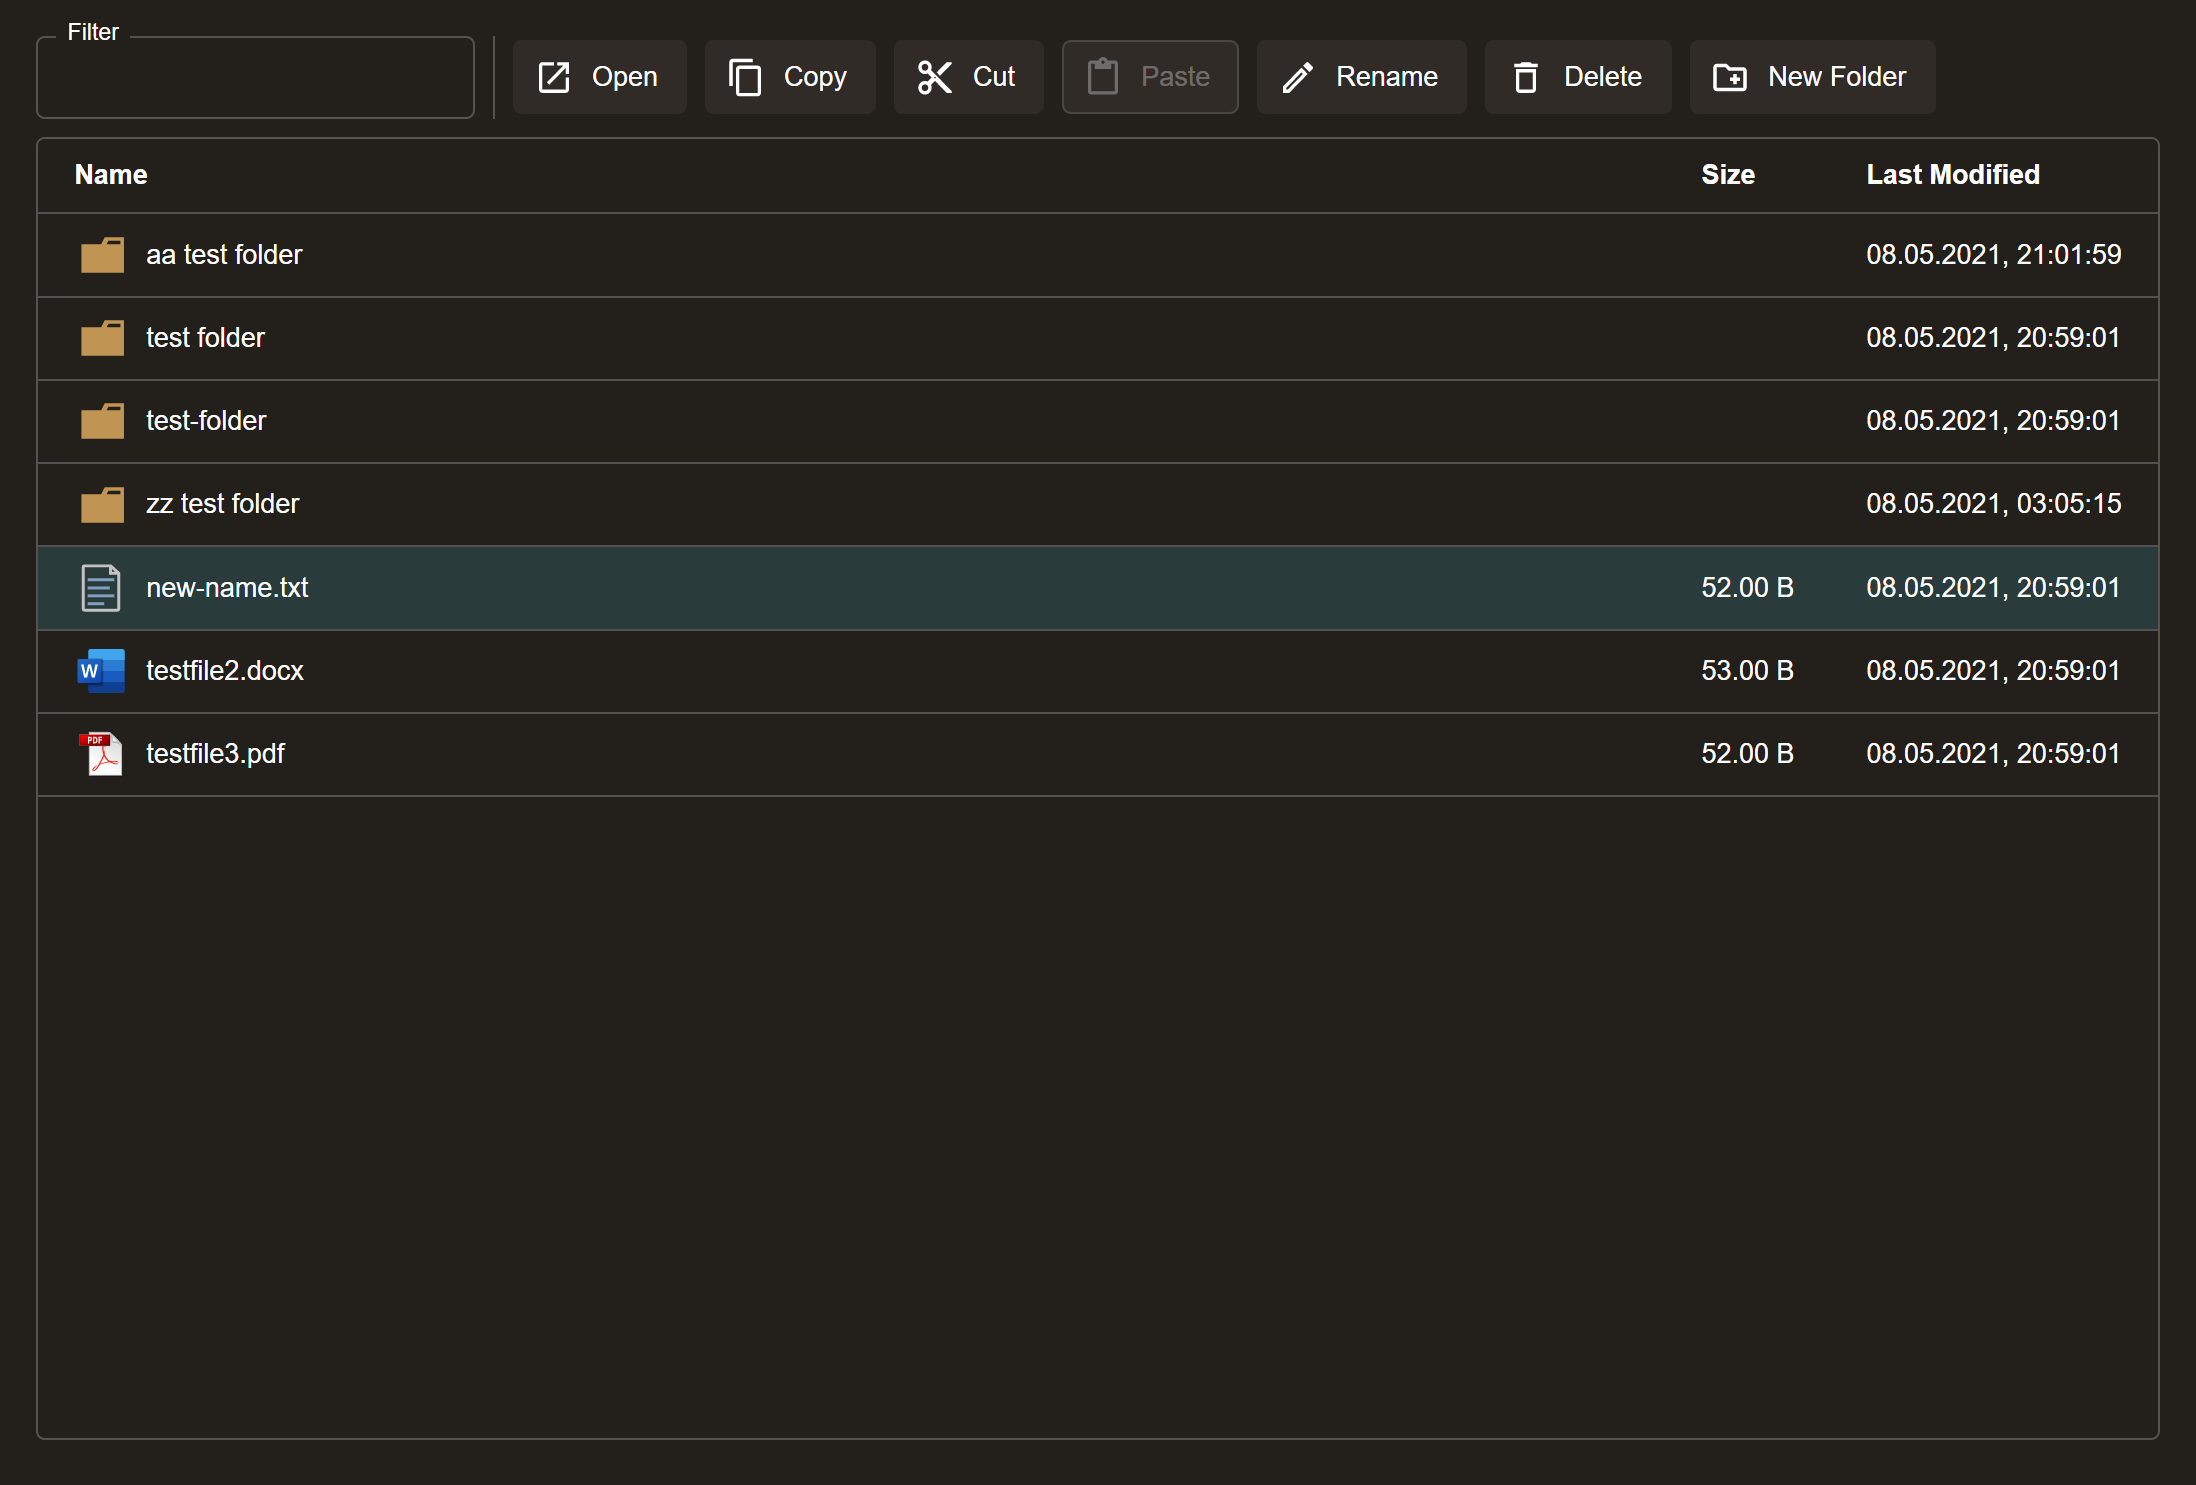 Filter
Open Copy Cut Paste Rename Delete New Folder
Name Size Last Modified
aa test folder 08.05.2021, 21:01:59
test folder 08.05.2021, 20:59:01
test-folder 08.05.2021, 20:59:01
zz test folder 08.05.2021, 03:05:15
new-name.txt 52.00 B 08.05.2021, 20:59:01
W testfile2.docx 53.00 B 08.05.2021, 20:59:01
PDF testfile3.pdf 52.00 B 08.05.2021, 20:59:01